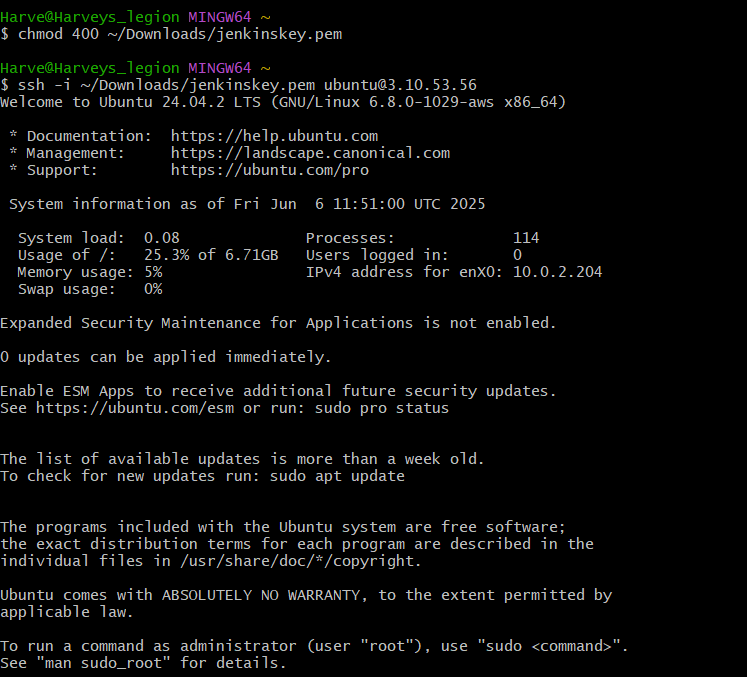 Harve@Harveys_legion MINGW64 ~
$ chmod 400 ~/Downloads/jenkinskey.pem
Harve@Harveys_legion MINGW64 ~
$ ssh -i ~/Downloads/jenkinskey.pem ubuntu@3.10.53.56
Welcome to Ubuntu 24.04.2 LTS (GNU/Linux 6.8.0-1029-aws x86_64)
* Documentation:  https://help.ubuntu.com
* Management:     https://landscape.canonical.com
* Support:        https://ubuntu.com/pro
System information as of Fri Jun  6 11:51:00 UTC 2025
System load:  0.08               Processes:             114
Usage of /:   25.3% of 6.71GB   Users logged in:       0
Memory usage: 5%                 IPv4 address for enX0: 10.0.2.204
Swap usage:   0%
Expanded Security Maintenance for Applications is not enabled.
0 updates can be applied immediately.
Enable ESM Apps to receive additional future security updates.
See https://ubuntu.com/esm or run: sudo pro status
The list of available updates is more than a week old.
To check for new updates run: sudo apt update
The programs included with the Ubuntu system are free software;
the exact distribution terms for each program are described in the
individual files in /usr/share/doc/*/copyright.
Ubuntu comes with ABSOLUTELY NO WARRANTY, to the extent permitted by
applicable law.
To run a command as administrator (user "root"), use "sudo <command>".
See "man sudo_root" for details.